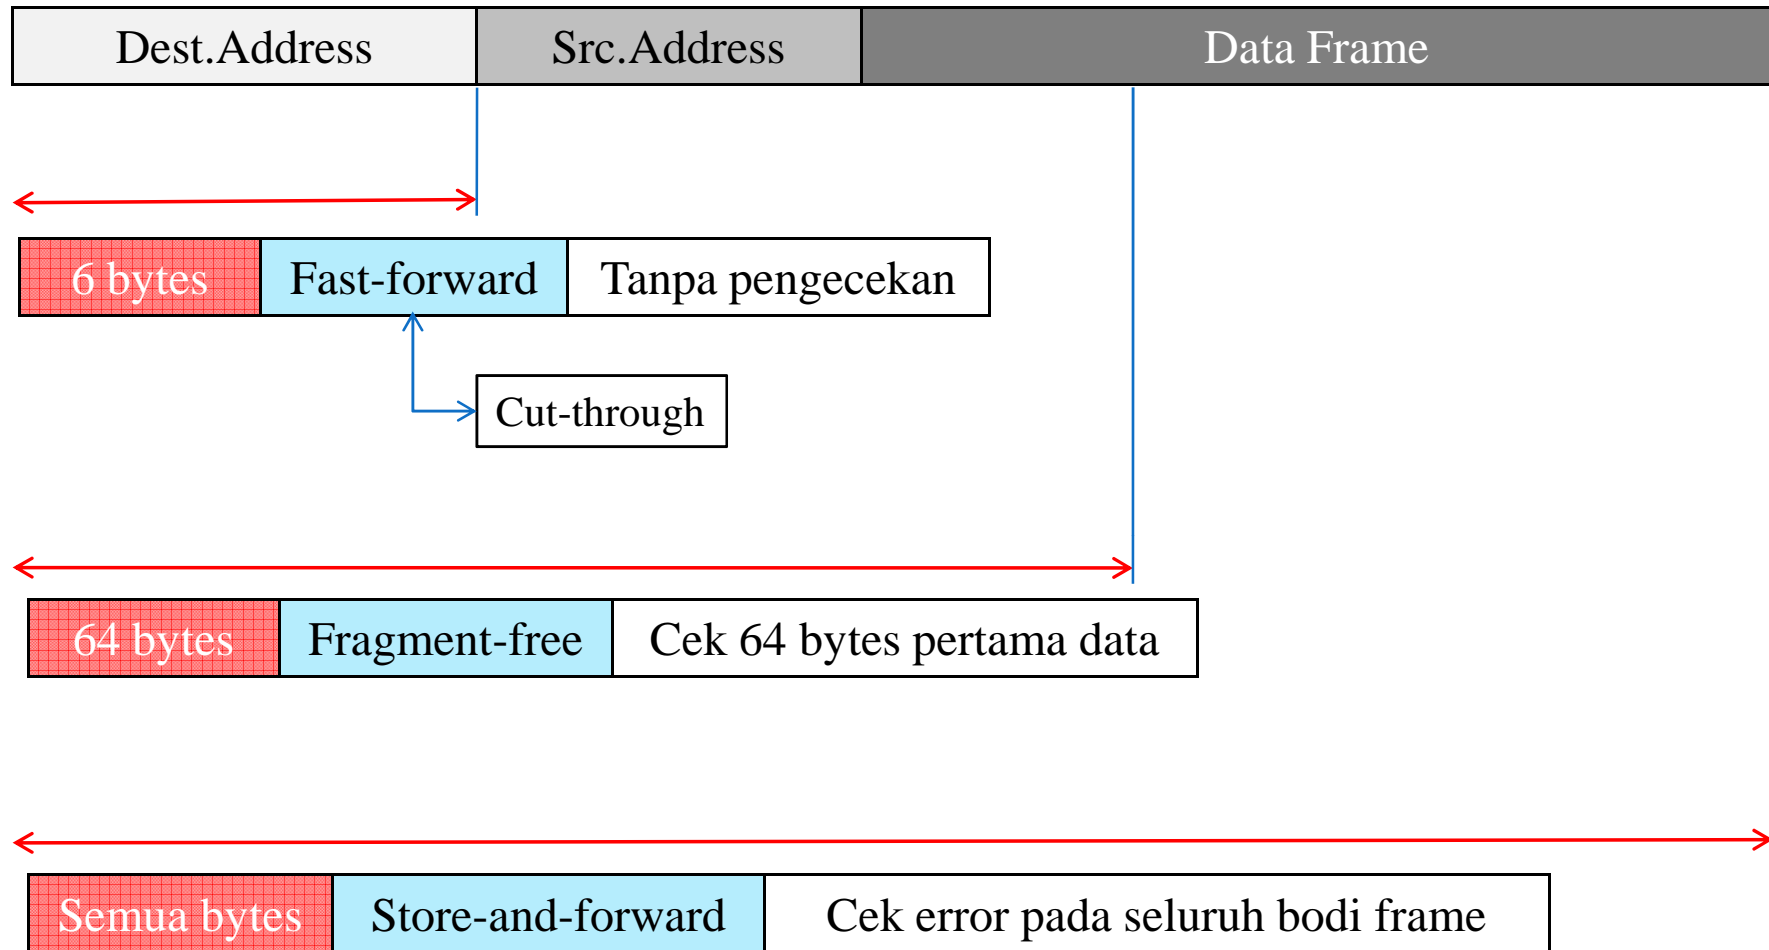 Dest.Address Src.Address Data Frame
6 bytes Fast-forward Tanpa pengecekan
Cut-through
64 bytes Fragment-free Cek 64 bytes pertama data
Semua bytes Store-and-forward Cek error pada seluruh bodi frame